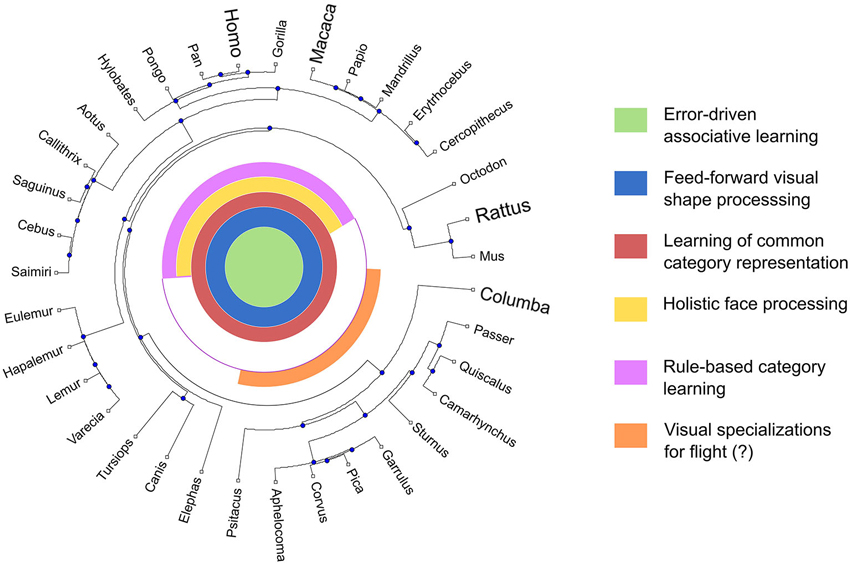 Hylobates
Pongo
Pan
Homo
Gorilla
Macaca
Papio
Mandrillus
Erytrhocebus
Cercopithecus
Octodon
Rattus
Mus
Columba
Passer
Quiscalus
Camarhynchus
Sturnus
Garrulus
Pica
Corvus
Aphelocoma
Psitacus
Elephas
Canis
Tursiops
Varecia
Lemur
Hapalemur
Eulemur
Saimiri
Cebus
Saguinus
Callithrix
Aotus
Error-driven
associative learning
Feed-forward visual
shape processsing
Learning of common
category representation
Holistic face processing
Rule-based category
learning
Visual specializations
for flight (?)